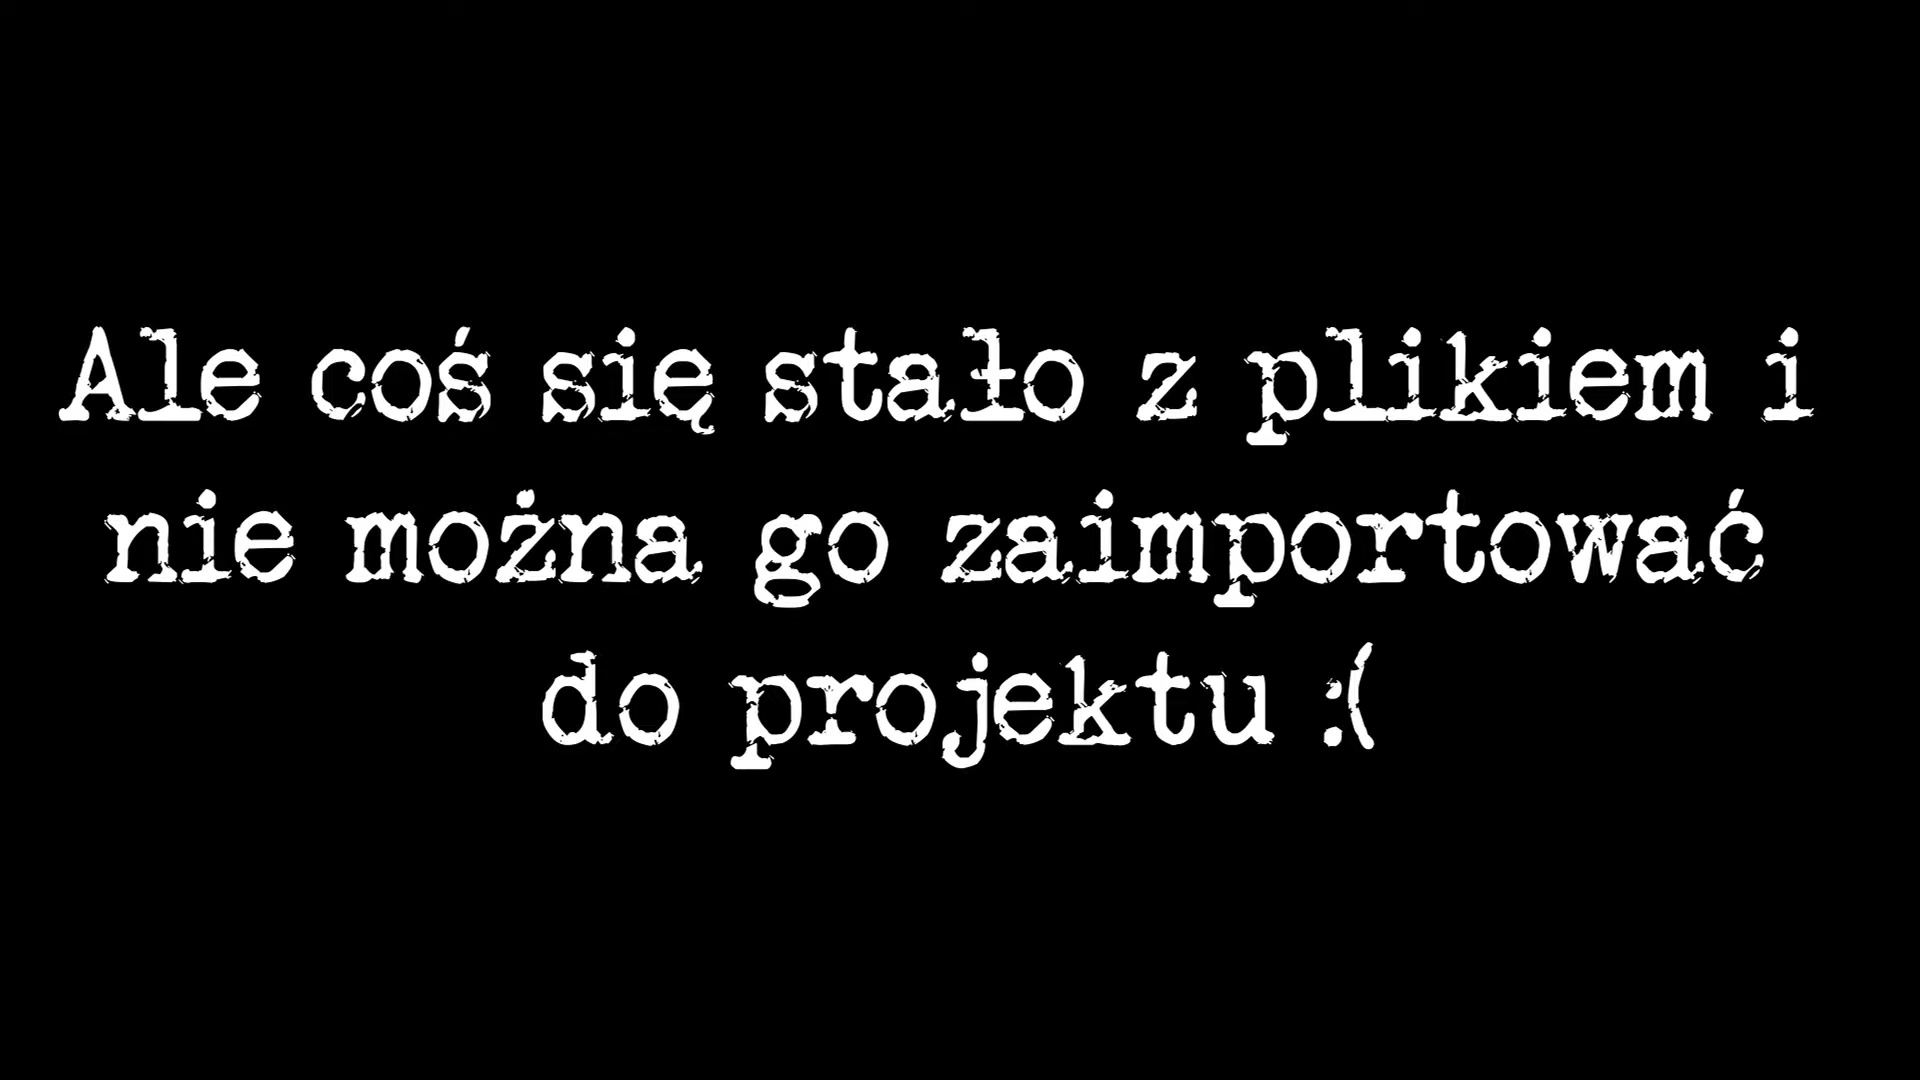 Ale coś się stało z plikiem i
nie można go zaimportować
do projektu :(